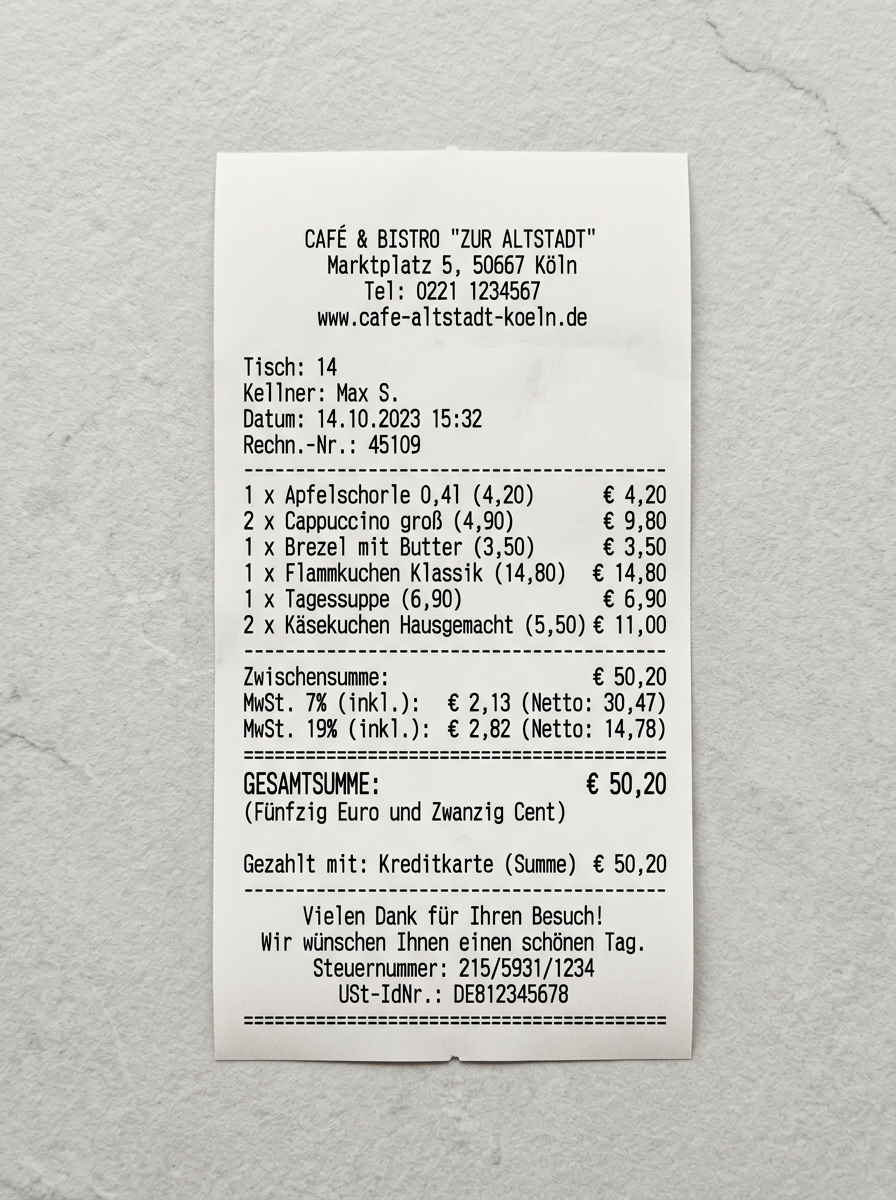 CAFÉ & BISTRO "ZUR ALTSTADT"
Marktplatz 5, 50667 Köln
Tel: 0221 1234567
www.cafe-altstadt-koeln.de
Tisch: 14
Kellner: Max S.
Datum: 14.10.2023 15:32
Rechn.-Nr.: 45109
-----------------------------------------
1 x Apfelschorle 0,4l (4,20) € 4,20
2 x Cappuccino groß (4,90) € 9,80
1 x Brezel mit Butter (3,50) € 3,50
1 x Flammkuchen Klassik (14,80) € 14,80
1 x Tagessuppe (6,90) € 6,90
2 x Käsekuchen Hausgemacht (5,50) € 11,00
-----------------------------------------
Zwischensumme: € 50,20
MwSt. 7% (inkl.): € 2,13 (Netto: 30,47)
MwSt. 19% (inkl.): € 2,82 (Netto: 14,78)
=========================================
GESAMTSUMME: € 50,20
(Fünfzig Euro und Zwanzig Cent)
Gezahlt mit: Kreditkarte (Summe) € 50,20
-----------------------------------------
Vielen Dank für Ihren Besuch!
Wir wünschen Ihnen einen schönen Tag.
Steuernummer: 215/5931/1234
USt-IdNr.: DE812345678
=========================================